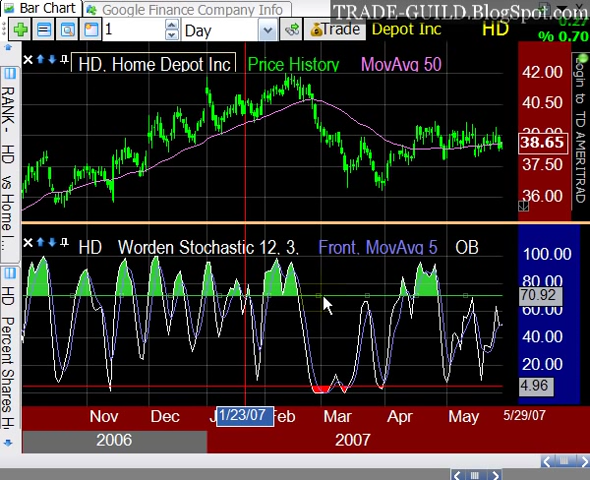 Bar Chart Google Finance Company Info
TRADE-GUILD.BlogSpot.com
1 Day Trade Depot Inc HD
0.27
% 0.70
HD, Home Depot Inc Price History MovAvg 50
42.00
40.50
38.65
37.50
36.00
Login to TD AMERITRAD
RANK - HD vs Home I
HD Percent Shares H
HD Worden Stochastic 12, 3, Front, MovAvg 5 OB
100.00
80.00
70.92
60.00
40.00
20.00
4.96
Nov Dec J 1/23/07 Feb Mar Apr May 5/29/07
2006 2007